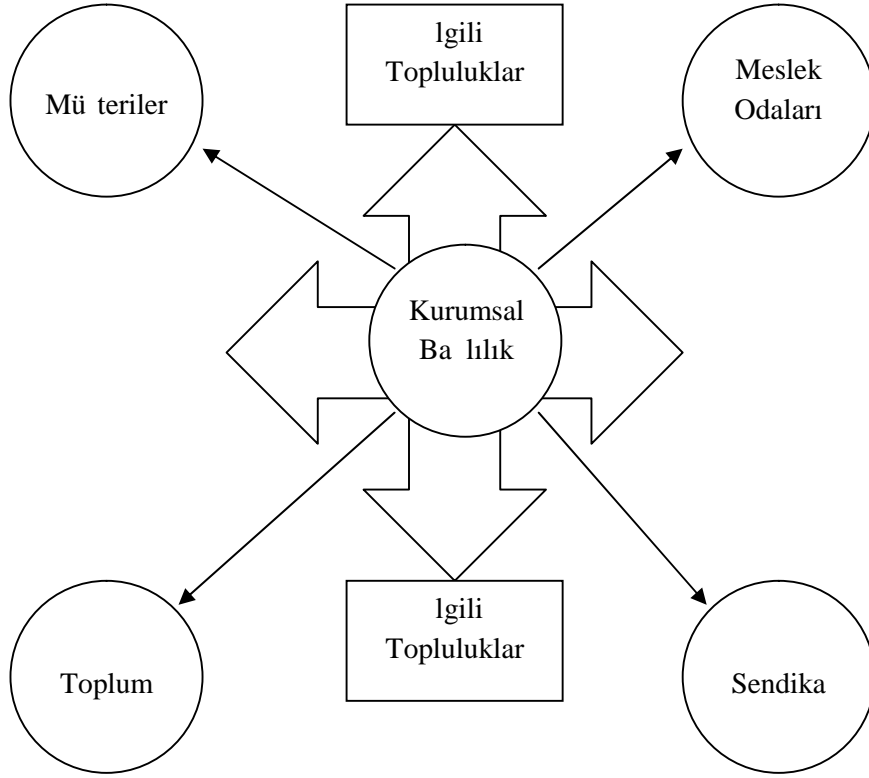 lgili
Topluluklar
Mü teriler
Meslek
Odaları
Kurumsal
Ba lılık
lgili
Topluluklar
Toplum
Sendika